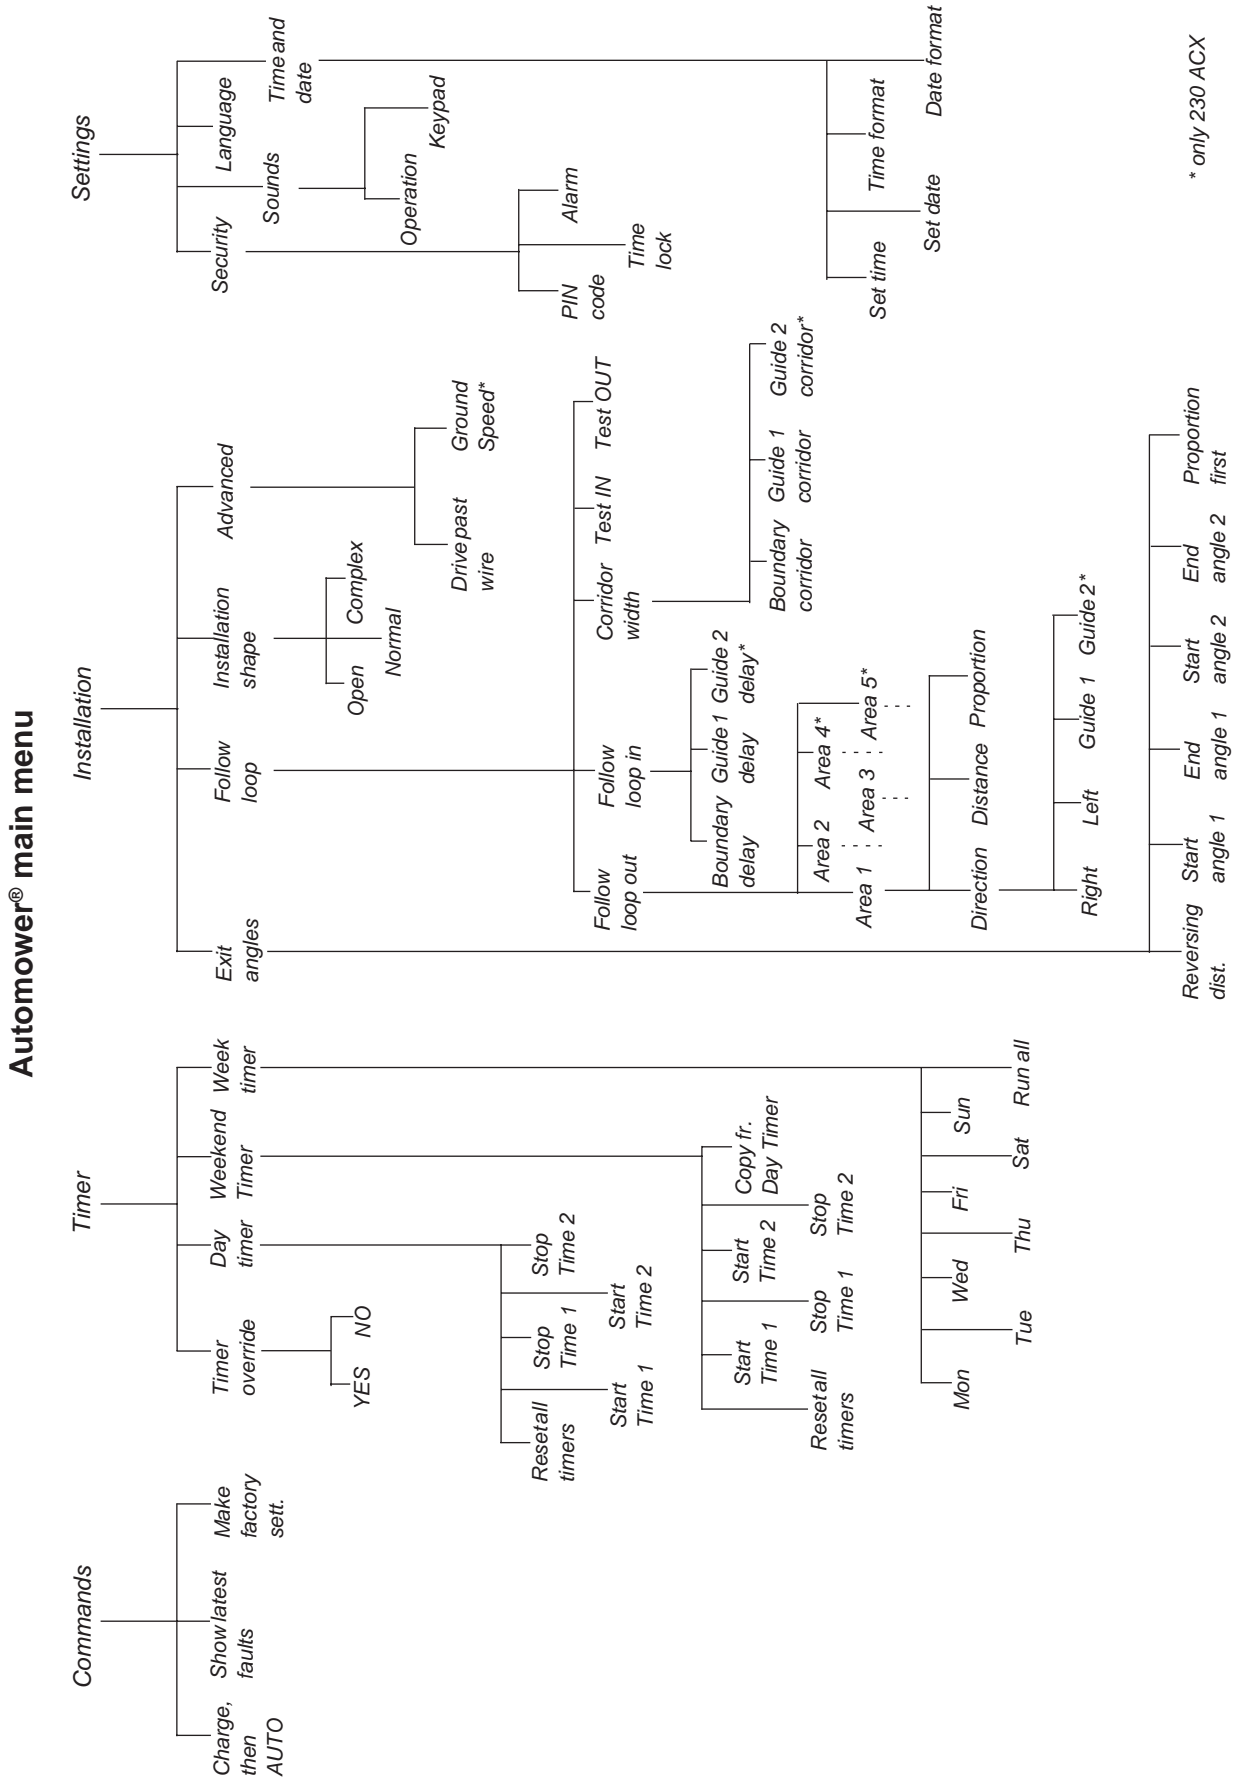 Automower® main menu
Commands
Timer
Installation
Settings
Charge,
then
AUTO
Show latest
faults
Make
factory
sett.
Timer
override
Day
timer
Weekend
Timer
Week
timer
YES
NO
Reset all
timers
Start
Time 1
Stop
Time 1
Start
Time 2
Stop
Time 2
Reset all
timers
Start
Time 1
Stop
Time 1
Start
Time 2
Stop
Time 2
Copy fr.
Day Timer
Mon
Tue
Wed
Thu
Fri
Sat
Sun
Run all
Exit
angles
Follow
loop
Installation
shape
Advanced
Open
Normal
Complex
Drive past
wire
Ground
Speed*
Follow
loop out
Follow
loop in
Corridor
width
Test IN
Test OUT
Boundary
delay
Guide 1
delay
Guide 2
delay*
Boundary
corridor
Guide 1
corridor
Guide 2
corridor*
Area 1
Area 2
Area 3
Area 4*
Area 5*
Direction
Distance
Proportion
Right
Left
Guide 1
Guide 2*
Reversing
dist.
Start
angle 1
End
angle 1
Start
angle 2
End
angle 2
Proportion
first
Security
Sounds
Language
Time and
date
Operation
Keypad
PIN
code
Time
lock
Alarm
Set time
Set date
Time format
Date format
* only 230 ACX